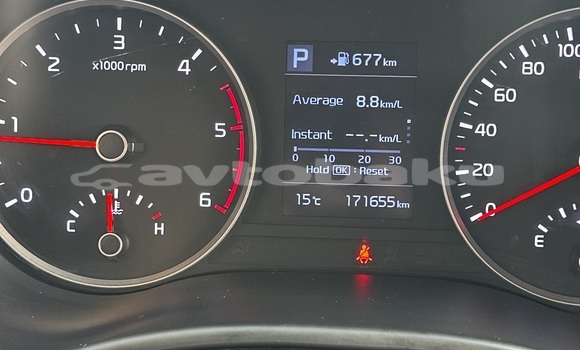 P 677km
Average 8.8km/L
Instant --.-km/L
0 10 20 30
Hold OK : Reset
15°C 171655km
0 1 2 3 4 5 6
x1000rpm
C H
0 20 40 60 80 100
E
avtobaku